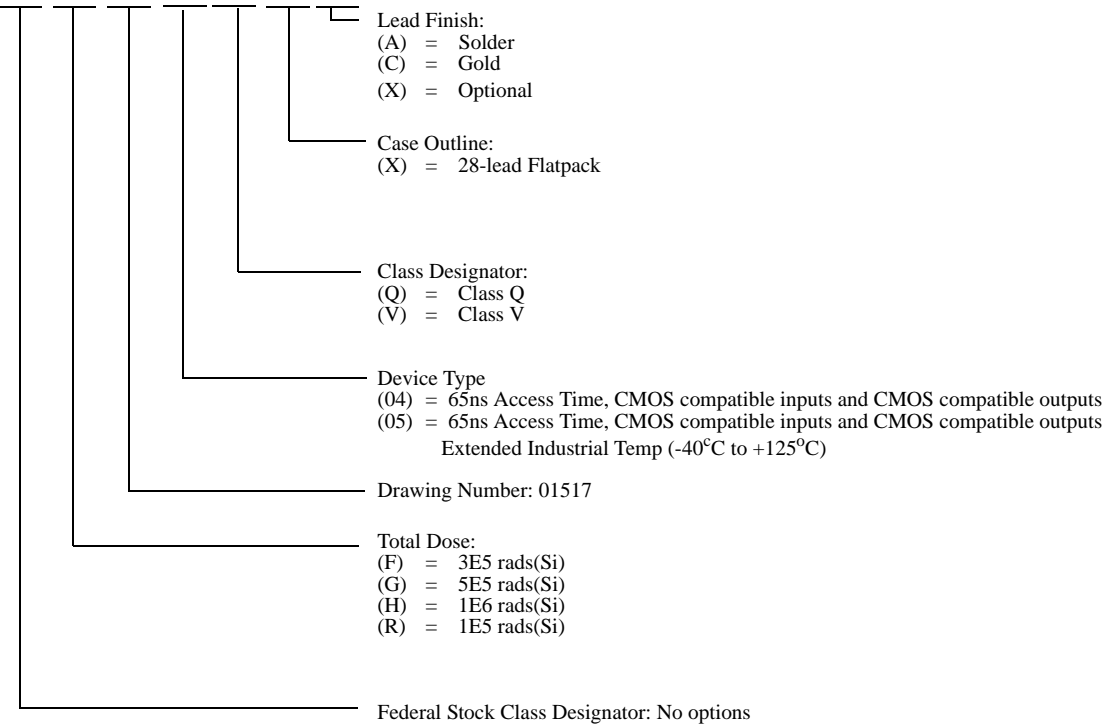 Lead Finish:
(A) = Solder
(C) = Gold
(X) = Optional
Case Outline:
(X) = 28-lead Flatpack
Class Designator:
(Q) = Class Q
(V) = Class V
Device Type
(04) = 65ns Access Time, CMOS compatible inputs and CMOS compatible outputs
(05) = 65ns Access Time, CMOS compatible inputs and CMOS compatible outputs
Extended Industrial Temp (-40ᶜC to +125ᵒC)
Drawing Number: 01517
Total Dose:
(F) = 3E5 rads(Si)
(G) = 5E5 rads(Si)
(H) = 1E6 rads(Si)
(R) = 1E5 rads(Si)
Federal Stock Class Designator: No options